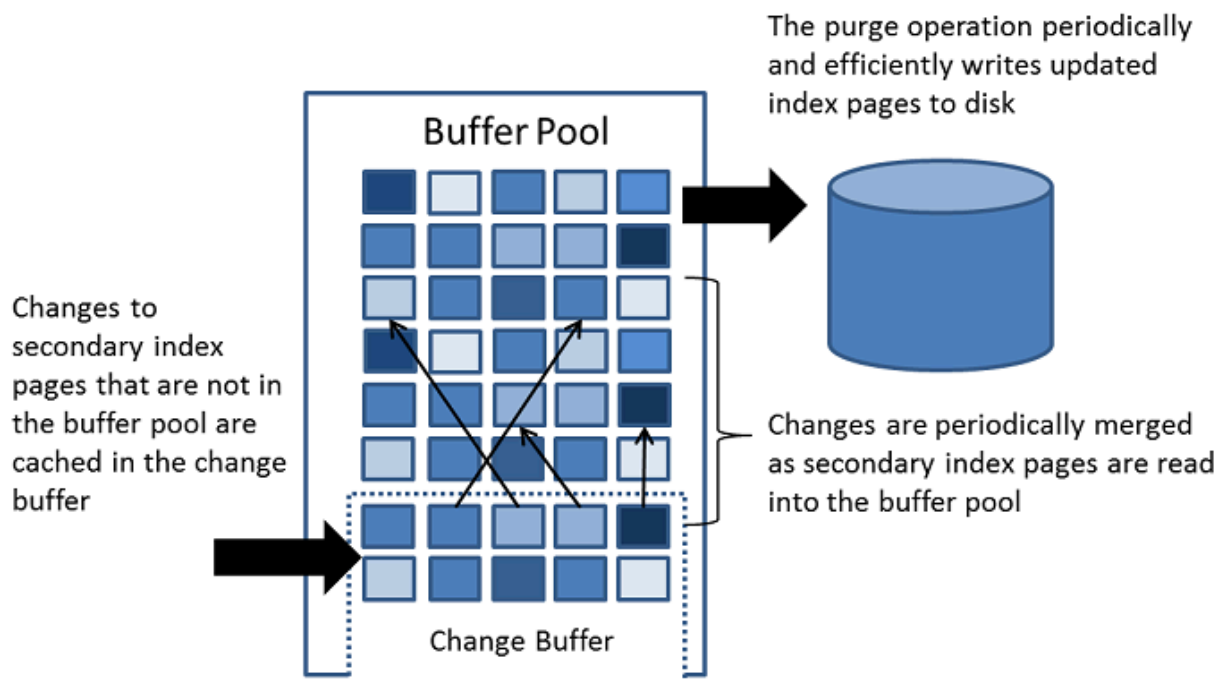 The purge operation periodically
and efficiently writes updated
index pages to disk
Buffer Pool
Changes to
secondary index
pages that are not in
the buffer pool are
cached in the change
buffer
Changes are periodically merged
as secondary index pages are read
into the buffer pool
Change Buffer